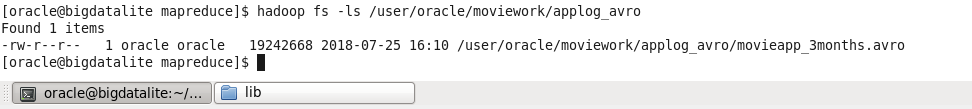 [oracle@bigdatalite mapreduce]$ hadoop fs -ls /user/oracle/moviework/applog_avro
Found 1 items
-rw-r--r--   1 oracle oracle   19242668 2018-07-25 16:10 /user/oracle/moviework/applog_avro/movieapp_3months.avro
[oracle@bigdatalite mapreduce]$
oracle@bigdatalite:~/... lib